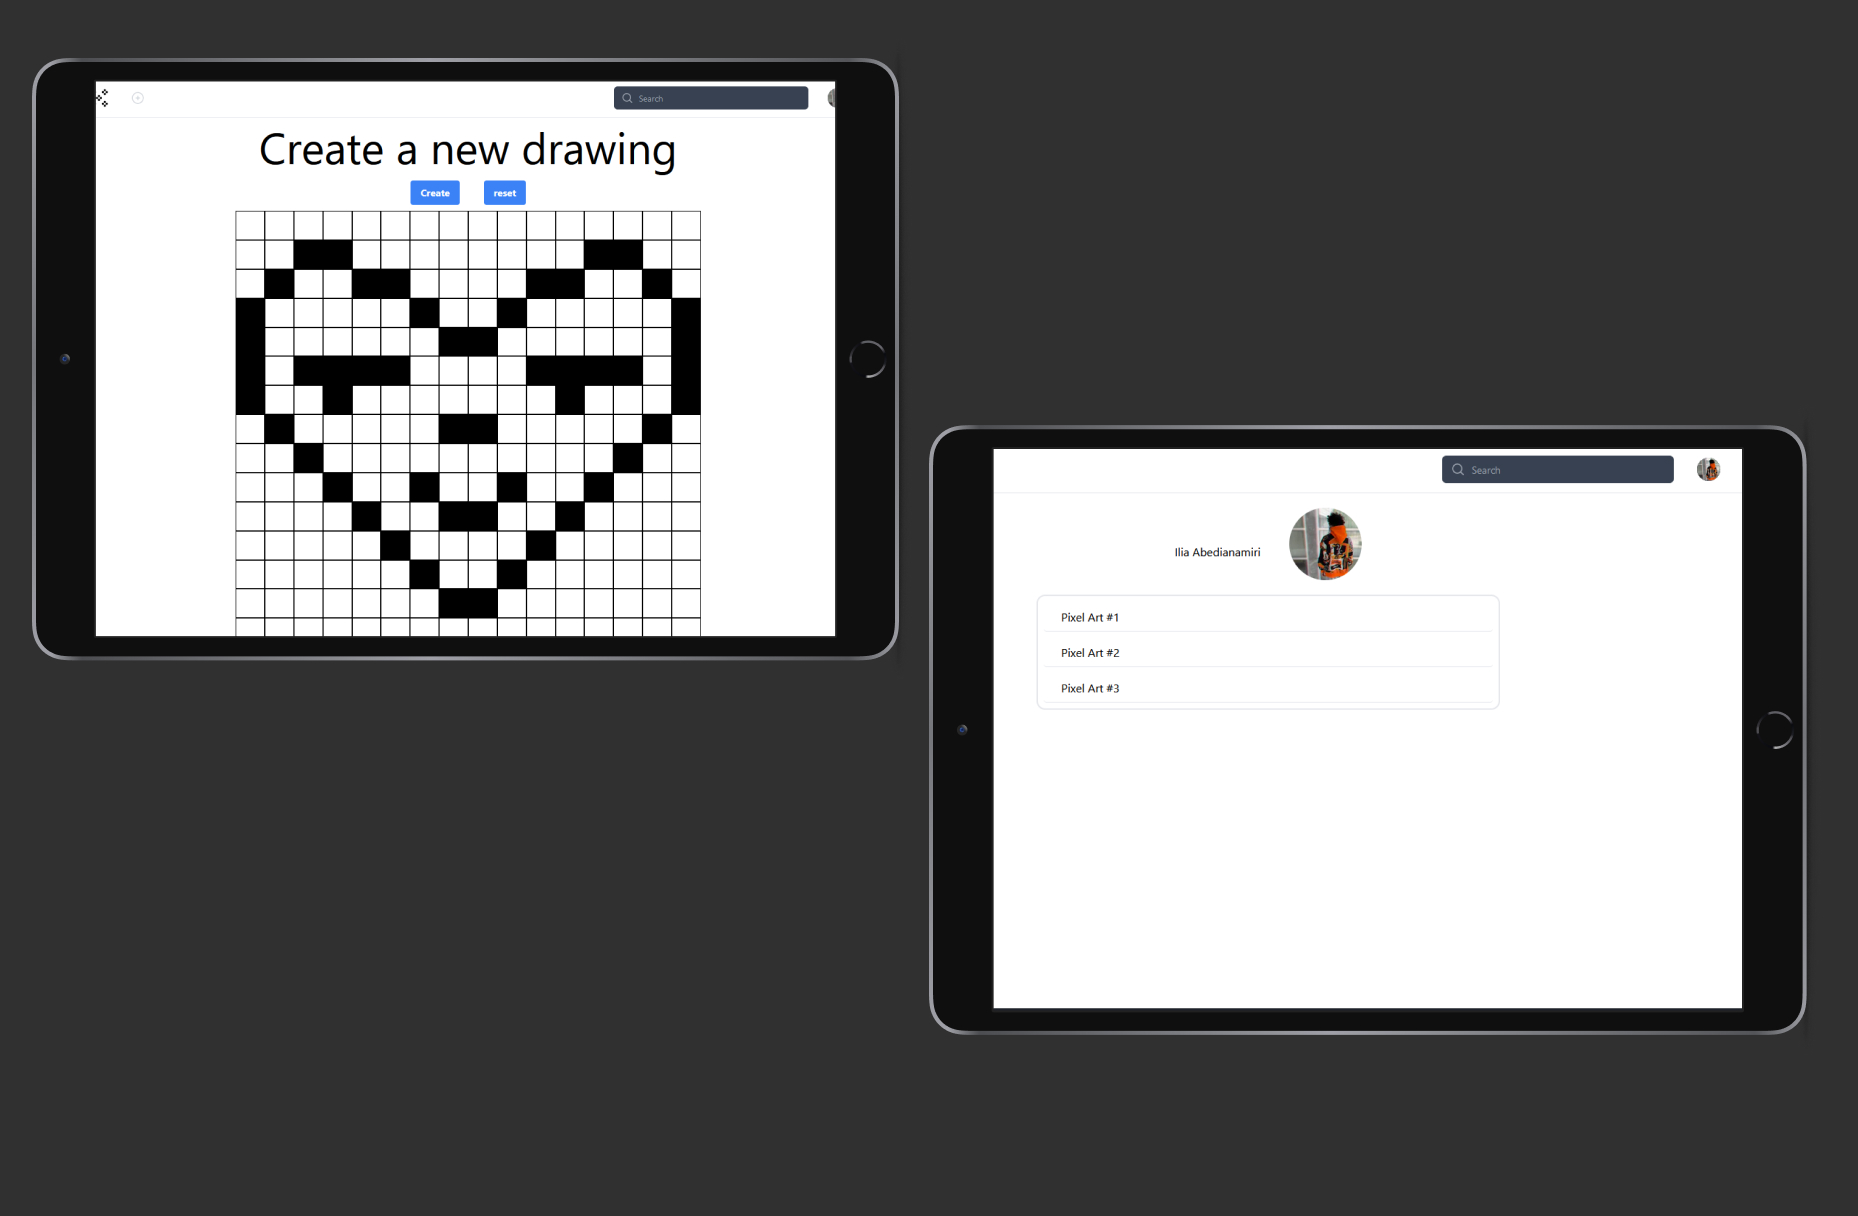 Search
Create a new drawing
Create
reset
Search
Ilia Abedianamiri
Pixel Art #1
Pixel Art #2
Pixel Art #3